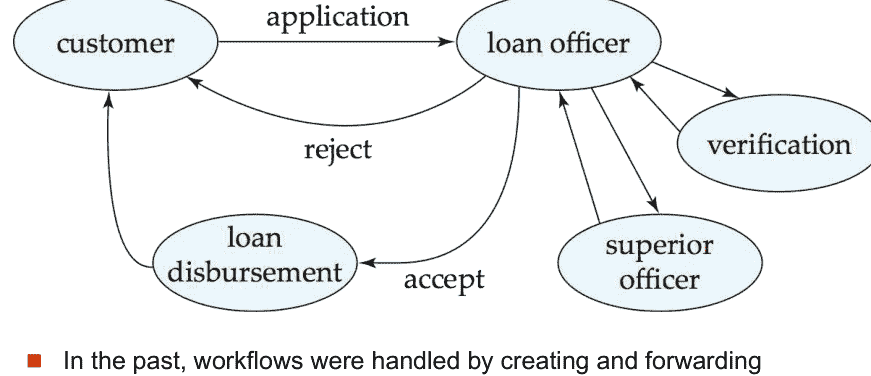 application
customer
loan officer
reject
verification
loan
disbursement
superior
officer
accept
In the past, workflows were handled by creating and forwarding